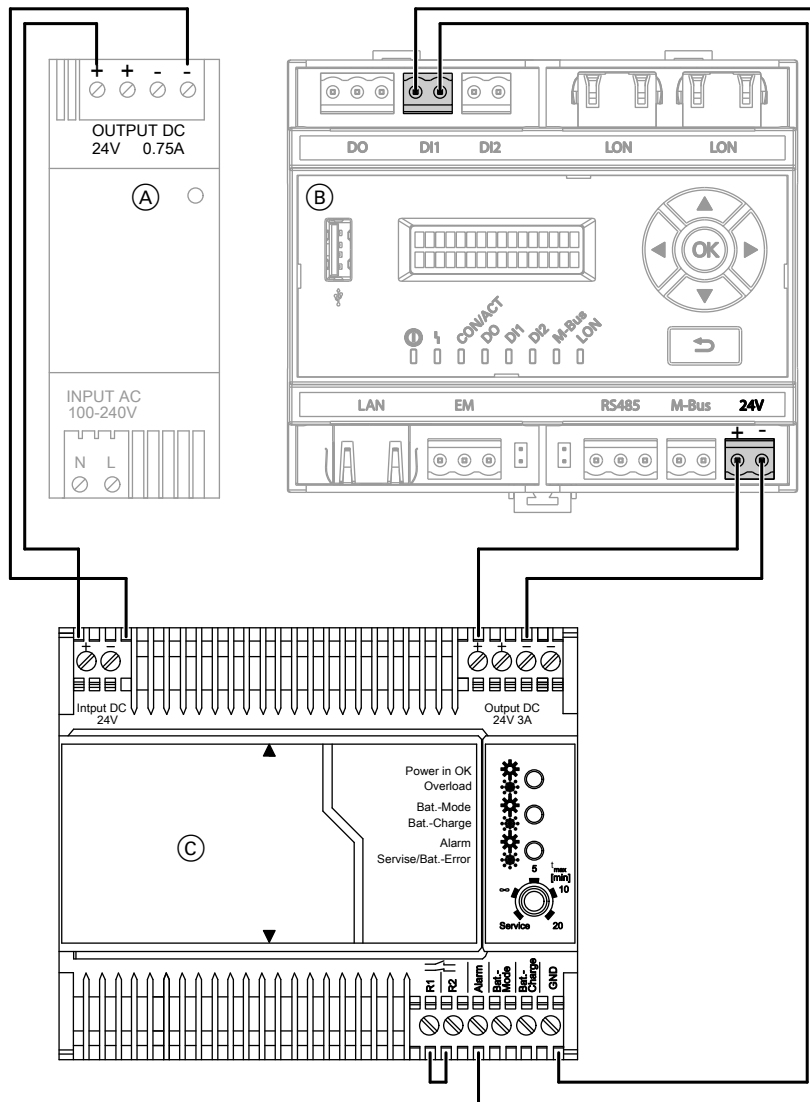 + + - -
OUTPUT DC
24V 0.75A
A
INPUT AC
100-240V
N L
DO DI1 DI2 LON LON
B
OK
CON/ACT DO DI1 DI2 M-Bus LON
LAN EM RS485 M-Bus 24V
+ -
+ -
Intput DC
24V
+ + - -
Output DC
24V 3A
C
Power in OK
Overload
Bat.-Mode
Bat.-Charge
Alarm
Servise/Bat.-Error
tmax
[min]
5
∞ 10
Service 20
R1 R2 Alarm Bat.-Mode Bat.-Charge GND